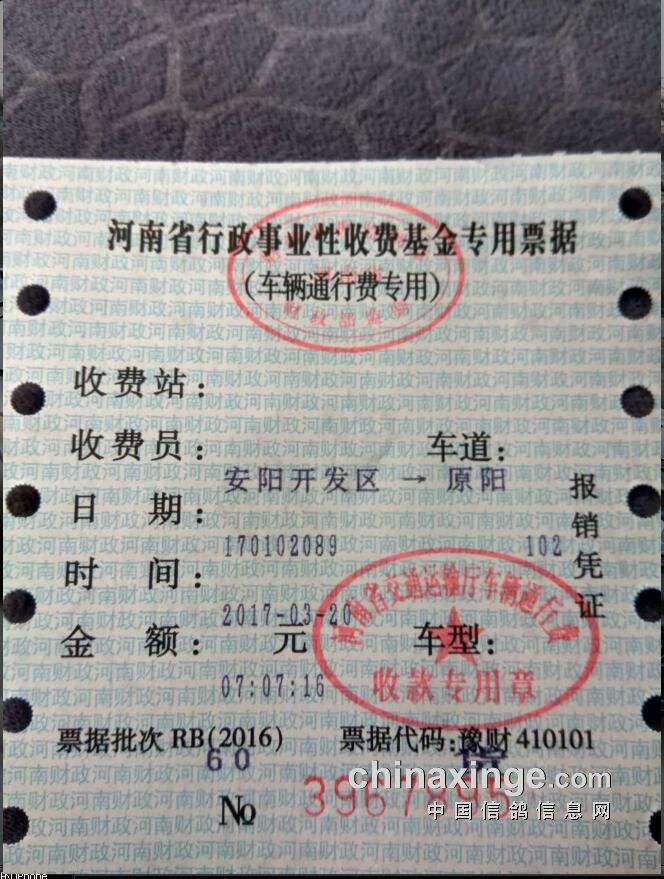 河南省行政事业性收费基金专用票据
(车辆通行费专用)
收费站：
收费员： 车道：
安阳开发区 → 原阳
日 期：
170102089 102
时 间：
2017-03-20
金 额： 元 车型：
07:07:16
报销凭证
河南省交通运输厅车辆通行费
收款专用章
票据批次 RB(2016) 票据代码：豫财 410101
60
№ 3967
chinaxinge.com
中国信鸽信息网